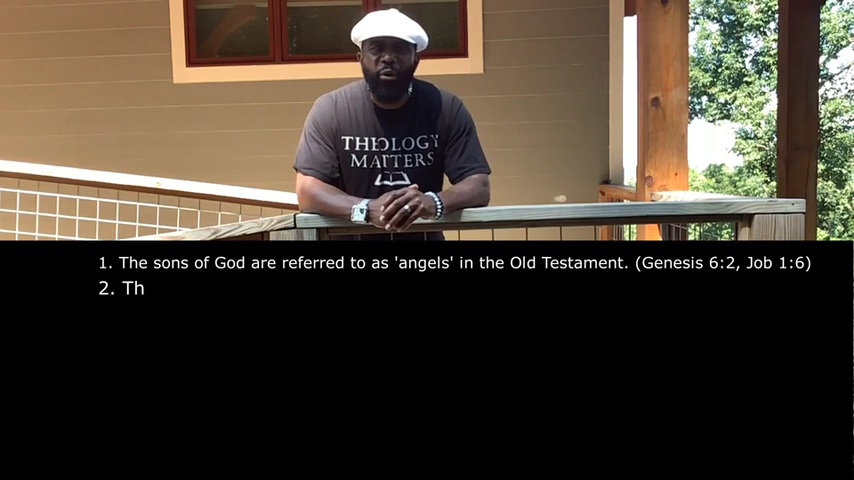 THEOLOGY
MATTERS
1. The sons of God are referred to as 'angels' in the Old Testament. (Genesis 6:2, Job 1:6)
2. Th